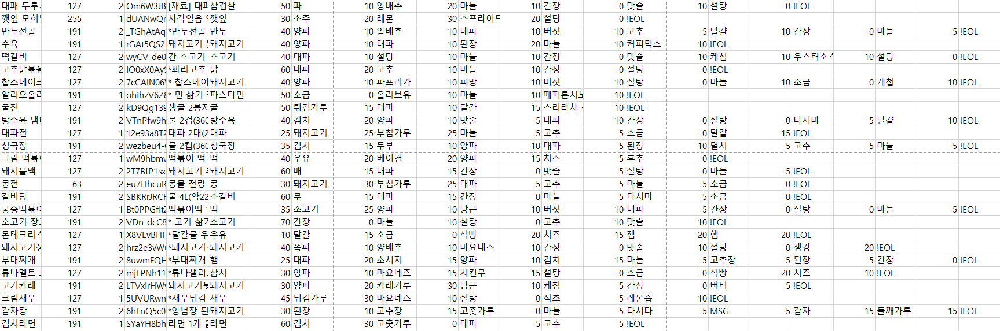 대패 두루 127 2 Om6W3JB [재료] 대파 삼겹살 50 파 10 양배추 20 마늘 10 간장 0 맛술 10 설탕 0 !EOL
깻잎 모히 255 1 dUANwQr 사각얼음 깻잎 30 소주 20 레몬 30 스프라이트 20 설탕 0 !EOL
만두전골 191 2 _TGhAtAq *만두전골 만두 40 양파 10 알배추 10 대파 10 버섯 10 고추 5 달걀 10 간장 0 마늘 5 !EOL
수육 191 1 rGAt5QS2 돼지고기 돼지고기 40 양파 10 대파 10 된장 20 마늘 10 커피믹스 10 !EOL
떡갈비 127 2 wyCV_de0 간 소고기 소고기 40 대파 10 설탕 10 마늘 10 간장 0 맛술 10 케첩 10 우스터소스 10 설탕 0 !EOL
고추닭볶음 127 2 iO0xX0Ay *꽈리고추 닭 60 대파 20 고추 10 마늘 10 간장 0 설탕 0 !EOL
찹스테이크 127 2 7cCAlN06 * 찹스테이 돼지고기 40 양파 10 파프리카 10 피망 10 버섯 10 설탕 0 마늘 10 소금 0 케첩 10 !EOL
알리오올리 191 1 ohihzV6Z * 면 삶기 파스타면 50 소금 0 올리브유 10 마늘 10 페퍼론치노 10 !EOL
굴전 127 2 kD9Qg139 생굴 2봉지 굴 50 튀김가루 15 대파 10 달걀 15 스리라차 10 !EOL
탕수육 냄비 191 2 VTnPfw9h 물 2컵(360 탕수육 40 김치 20 양파 10 맛술 5 대파 10 간장 0 설탕 0 다시마 5 달걀 10 !EOL
대파전 127 1 12e93a8T2 대파 2대(2 대파 25 돼지고기 25 부침가루 25 마늘 5 고추 5 소금 0 달걀 15 !EOL
청국장 191 2 wezbeu4- 물 2컵(360 청국장 35 김치 15 두부 10 양파 10 대파 5 된장 10 멸치 5 고추 5 마늘 5 !EOL
크림 떡볶이 127 1 wM9hbmw 떡볶이 떡 떡 40 우유 20 베이컨 20 양파 15 치즈 5 후추 0 !EOL
돼지불백 127 2 2T7BfP1sx 돼지고기 돼지고기 60 배 15 대파 15 간장 0 맛술 5 설탕 0 마늘 5 !EOL
콩전 63 2 eu7HhcuR 콩물 전량 콩 30 돼지고기 30 부침가루 25 대파 5 고추 5 마늘 5 소금 0 !EOL
갈비탕 191 2 SBKRrJRCF 물 4L(약22 소갈비 60 무 15 대파 15 간장 0 마늘 5 다시마 5 소금 0 !EOL
궁중떡볶이 127 1 Bt0PPGfItZ 떡볶이떡 떡 35 소고기 25 양파 10 당근 10 버섯 10 대파 5 간장 0 설탕 0 마늘 5 !EOL
소고기 장조 191 2 VDn_dcC8 * 고기 삶기 소고기 70 간장 0 마늘 10 설탕 0 고추 10 맛술 10 !EOL
몬테크리스 127 1 X8VEvBHH *달걀물 우 우유 10 달걀 15 소금 0 식빵 20 치즈 15 잼 20 햄 20 !EOL
돼지고기생 127 2 hrz2e3vW *돼지고기 돼지고기 40 쪽파 10 양배추 10 마요네즈 10 간장 0 맛술 10 설탕 0 생강 20 !EOL
부대찌개 191 2 8uwmFQH *부대찌개 햄 25 대파 20 소시지 15 양파 10 김치 15 마늘 5 고추장 5 된장 5 간장 0 !EOL
튜나멜트 127 2 mjLPNh11 *튜나샐러 참치 30 양파 10 마요네즈 15 치킨무 15 설탕 0 소금 0 식빵 20 치즈 10 !EOL
고기카레 191 2 LTVxirHW 돼지고기뒷 돼지고기 30 양파 20 카레가루 30 당근 10 케첩 5 간장 0 버터 5 !EOL
크림새우 127 1 5UVURwn *새우튀김 새우 45 튀김가루 30 마요네즈 10 설탕 0 식초 5 레몬즙 10 !EOL
감자탕 191 2 6hLnQ5c0 *양념장 된 돼지고기 30 된장 10 고추장 15 고춧가루 0 마늘 5 다시다 5 MSG 5 감자 15 들깨가루 15 !EOL
김치라면 191 1 SYaYH8bh 라면 1개 라면 60 김치 30 고춧가루 0 대파 5 고추 5 !EOL